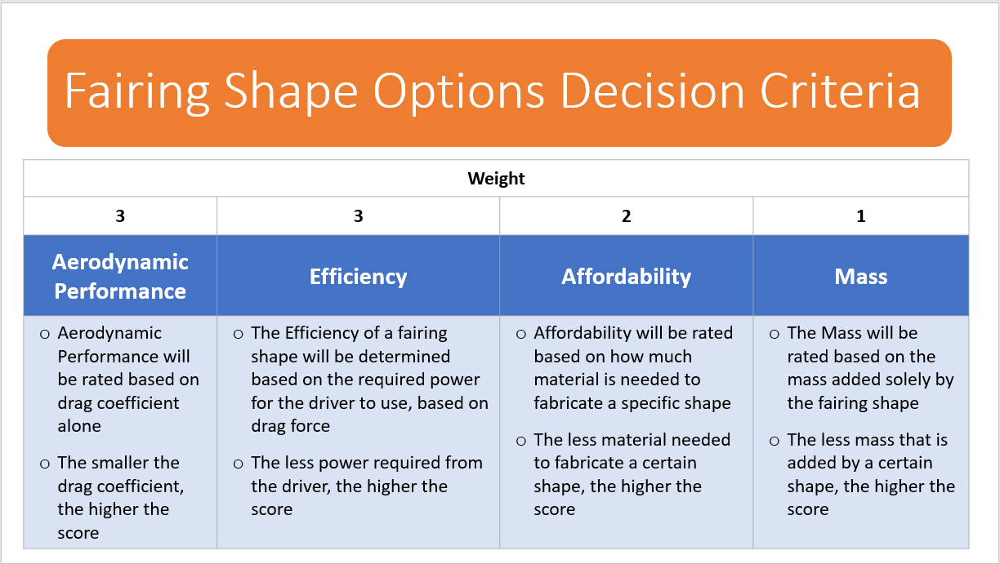 Fairing Shape Options Decision Criteria
Weight
3
3
2
1
Aerodynamic
Performance
Efficiency
Affordability
Mass
o Aerodynamic
Performance will
be rated based on
drag coefficient
alone
o The smaller the
drag coefficient,
the higher the
score
o The Efficiency of a fairing
shape will be determined
based on the required power
for the driver to use, based on
drag force
o The less power required from
the driver, the higher the
score
o Affordability will be rated
based on how much
material is needed to
fabricate a specific shape
o The less material needed
to fabricate a certain
shape, the higher the
score
o The Mass will be
rated based on the
mass added solely by
the fairing shape
o The less mass that is
added by a certain
shape, the higher the
score